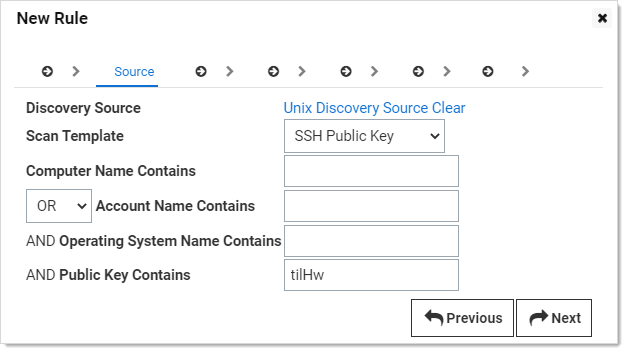 New Rule
Source
Discovery Source Unix Discovery Source Clear
Scan Template SSH Public Key
Computer Name Contains
OR Account Name Contains
AND Operating System Name Contains
AND Public Key Contains tilHw
Previous Next